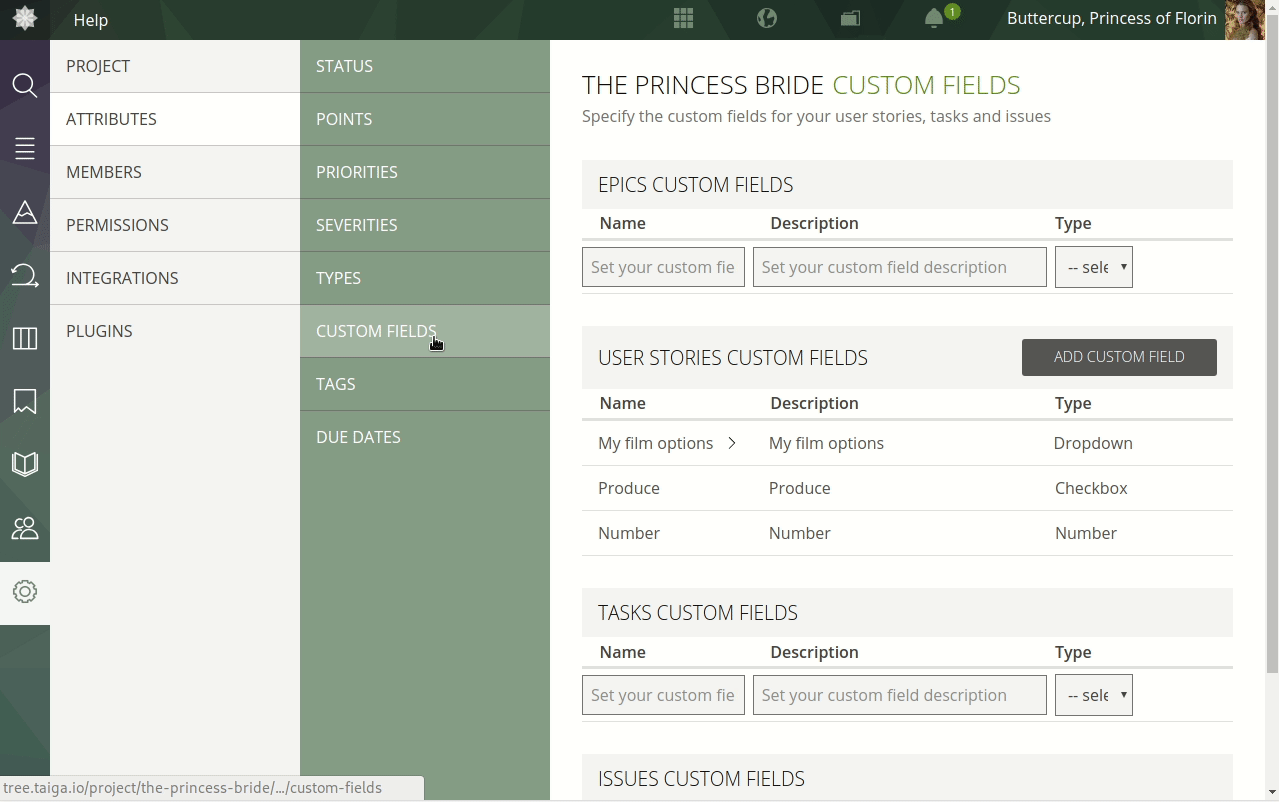 Help
1
Buttercup, Princess of Florin
PROJECT
ATTRIBUTES
MEMBERS
PERMISSIONS
INTEGRATIONS
PLUGINS
STATUS
POINTS
PRIORITIES
SEVERITIES
TYPES
CUSTOM FIELDS
TAGS
DUE DATES
THE PRINCESS BRIDE CUSTOM FIELDS
Specify the custom fields for your user stories, tasks and issues
EPICS CUSTOM FIELDS
Name Description Type
Set your custom fie Set your custom field description -- sele
USER STORIES CUSTOM FIELDS ADD CUSTOM FIELD
Name Description Type
My film options My film options Dropdown
Produce Produce Checkbox
Number Number Number
TASKS CUSTOM FIELDS
Name Description Type
Set your custom fie Set your custom field description -- sele
ISSUES CUSTOM FIELDS
tree.taiga.io/project/the-princess-bride/.../custom-fields